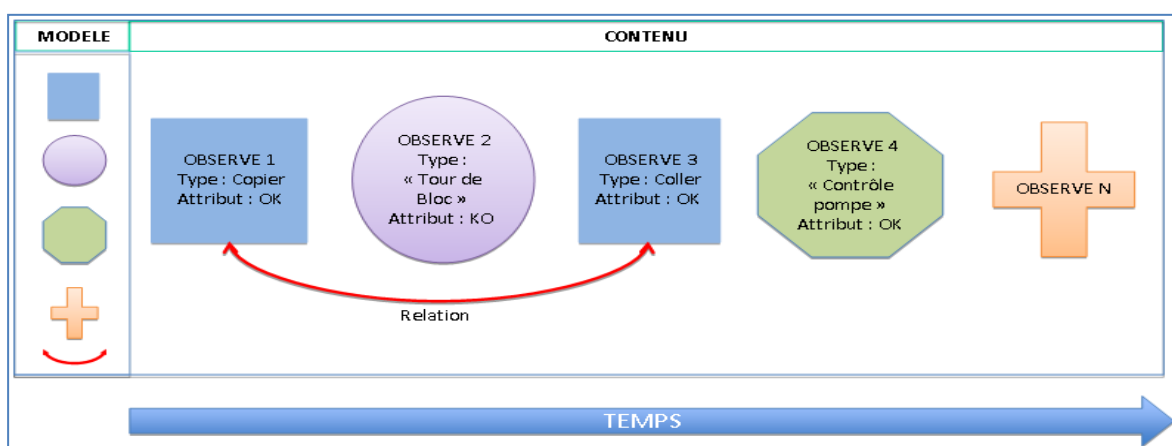 MODELE
CONTENU
OBSERVE 1
Type : Copier
Attribut : OK
OBSERVE 2
Type :
« Tour de
Bloc »
Attribut : KO
OBSERVE 3
Type : Coller
Attribut : OK
OBSERVE 4
Type :
« Contrôle
pompe »
Attribut : OK
OBSERVE N
Relation
TEMPS